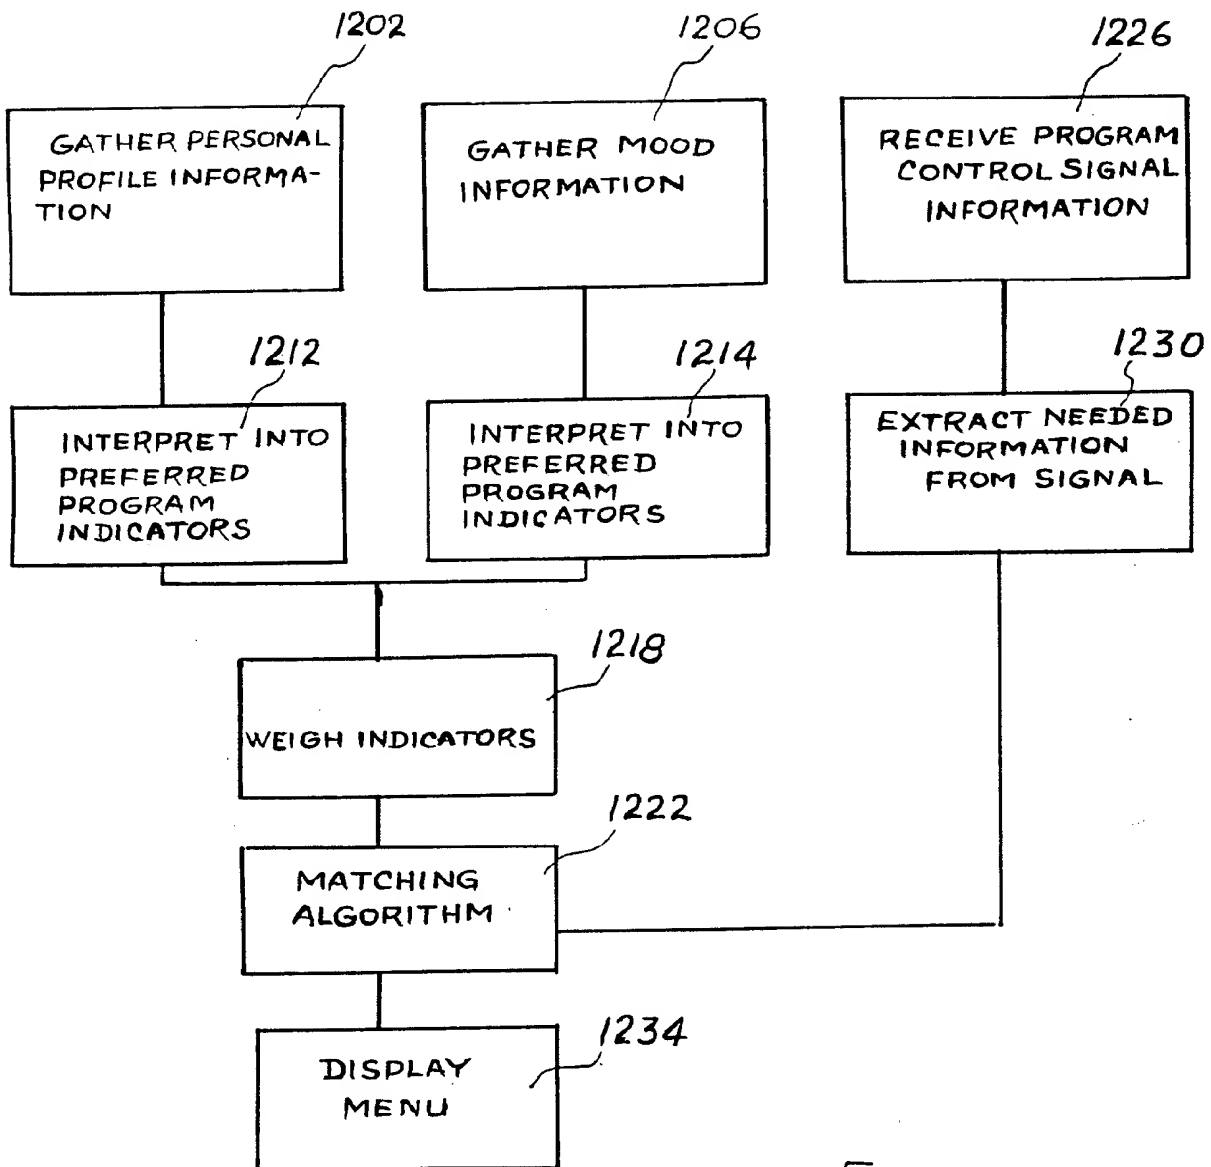 1202
1206
1226
GATHER PERSONAL
PROFILE INFORMA-
TION
GATHER MOOD
INFORMATION
RECEIVE PROGRAM
CONTROL SIGNAL
INFORMATION
1212
1214
1230
INTERPRET INTO
PREFERRED
PROGRAM
INDICATORS
INTERPRET INTO
PREFERRED
PROGRAM
INDICATORS
EXTRACT NEEDED
INFORMATION
FROM SIGNAL
1218
WEIGH INDICATORS
1222
MATCHING
ALGORITHM
1234
DISPLAY
MENU